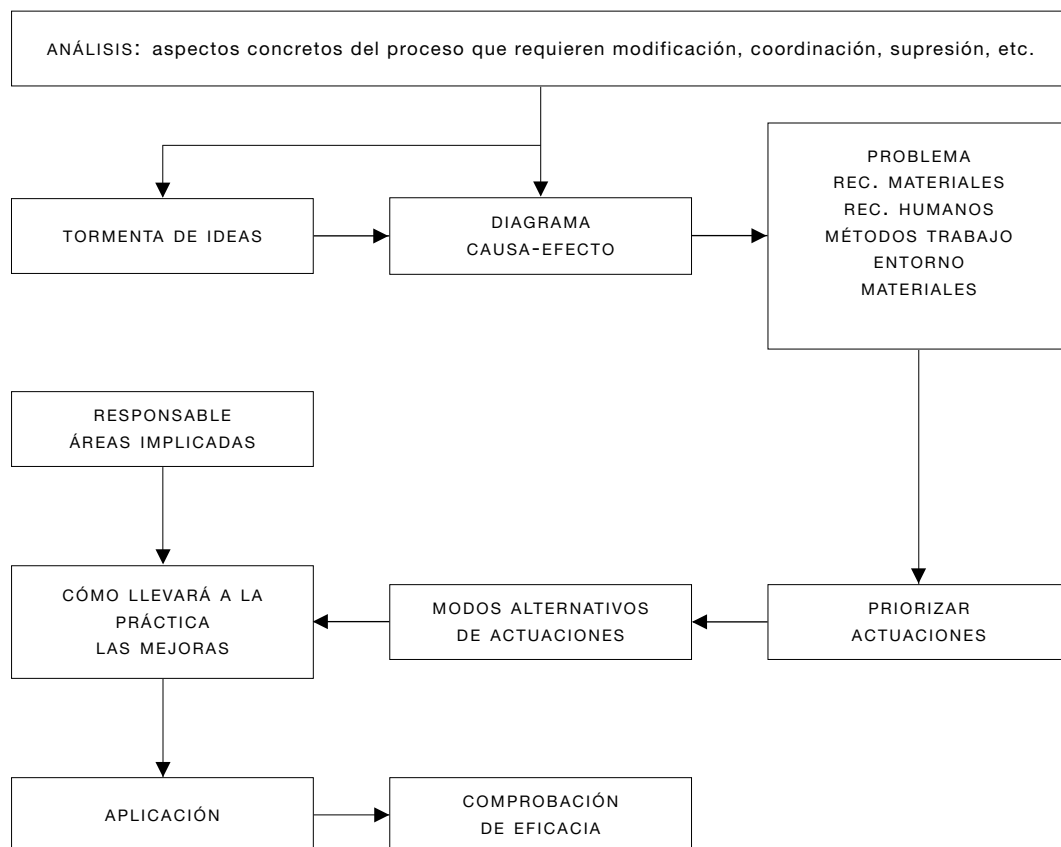 ANÁLISIS: aspectos concretos del proceso que requieren modificación, coordinación, supresión, etc.
TORMENTA DE IDEAS
DIAGRAMA
CAUSA-EFECTO
PROBLEMA
REC. MATERIALES
REC. HUMANOS
MÉTODOS TRABAJO
ENTORNO
MATERIALES
RESPONSABLE
ÁREAS IMPLICADAS
CÓMO LLEVARÁ A LA
PRÁCTICA
LAS MEJORAS
MODOS ALTERNATIVOS
DE ACTUACIONES
PRIORIZAR
ACTUACIONES
APLICACIÓN
COMPROBACIÓN
DE EFICACIA